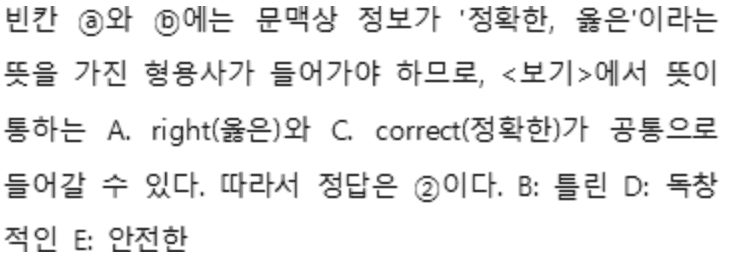 빈칸 ⓐ와 ⓑ에는 문맥상 정보가 '정확한, 옳은'이라는
뜻을 가진 형용사가 들어가야 하므로, <보기>에서 뜻이
통하는 A. right(옳은)와 C. correct(정확한)가 공통으로
들어갈 수 있다. 따라서 정답은 ②이다. B: 틀린 D: 독창
적인 E: 안전한